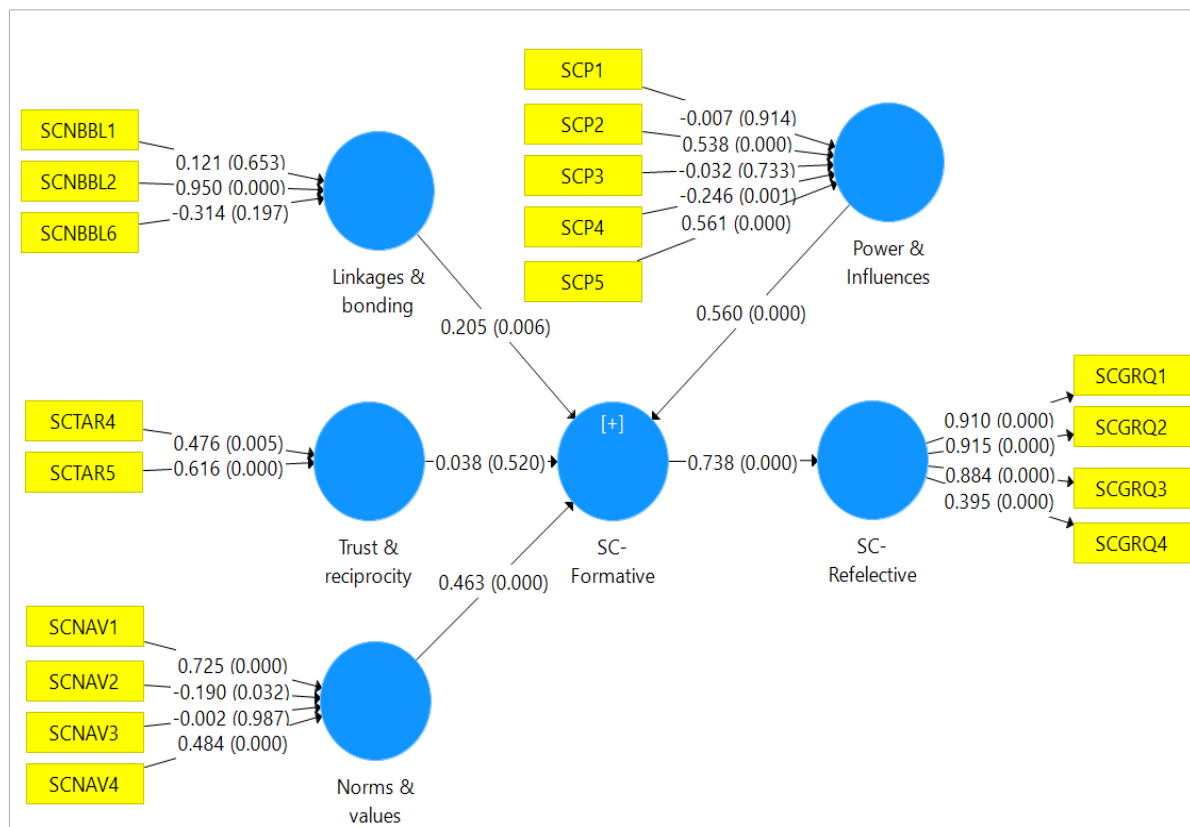 SCNBBL1
SCNBBL2
SCNBBL6
0.121 (0.653)
0.950 (0.000)
-0.314 (0.197)
Linkages &
bonding
SCP1
SCP2
SCP3
SCP4
SCP5
-0.007 (0.914)
0.538 (0.000)
-0.032 (0.733)
-0.246 (0.001)
0.561 (0.000)
Power &
Influences
0.205 (0.006)
0.560 (0.000)
SCTAR4
SCTAR5
0.476 (0.005)
0.616 (0.000)
Trust &
reciprocity
0.038 (0.520)
[+]
SC-
Formative
0.738 (0.000)
SC-
Refelective
0.910 (0.000)
0.915 (0.000)
0.884 (0.000)
0.395 (0.000)
SCGRQ1
SCGRQ2
SCGRQ3
SCGRQ4
0.463 (0.000)
SCNAV1
SCNAV2
SCNAV3
SCNAV4
0.725 (0.000)
-0.190 (0.032)
-0.002 (0.987)
0.484 (0.000)
Norms &
values